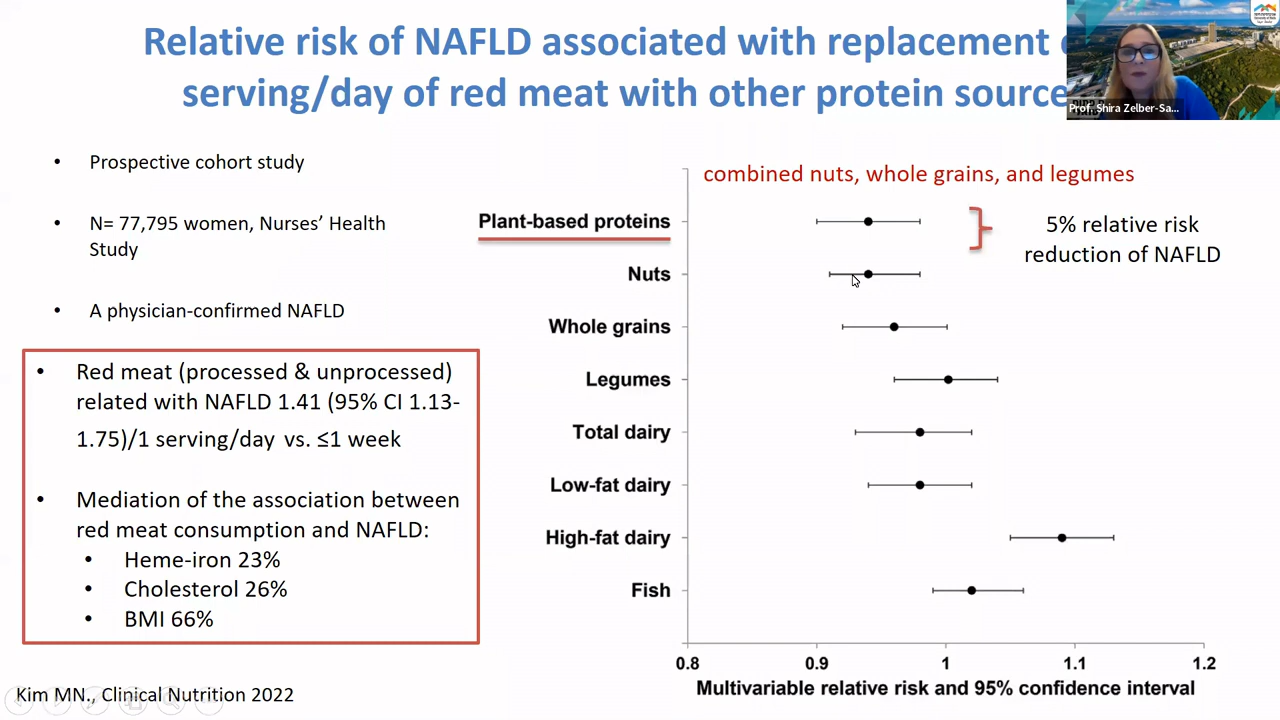 Relative risk of NAFLD associated with replacement
serving/day of red meat with other protein source
Prof. Shira Zelber-Sa...
• Prospective cohort study
• N= 77,795 women, Nurses’ Health
Study
• A physician-confirmed NAFLD
• Red meat (processed & unprocessed)
related with NAFLD 1.41 (95% CI 1.13-
1.75)/1 serving/day vs. ≤1 week
• Mediation of the association between
red meat consumption and NAFLD:
• Heme-iron 23%
• Cholesterol 26%
• BMI 66%
Kim MN., Clinical Nutrition 2022
combined nuts, whole grains, and legumes
Plant-based proteins
5% relative risk
reduction of NAFLD
Nuts
Whole grains
Legumes
Total dairy
Low-fat dairy
High-fat dairy
Fish
0.8 0.9 1 1.1 1.2
Multivariable relative risk and 95% confidence interval